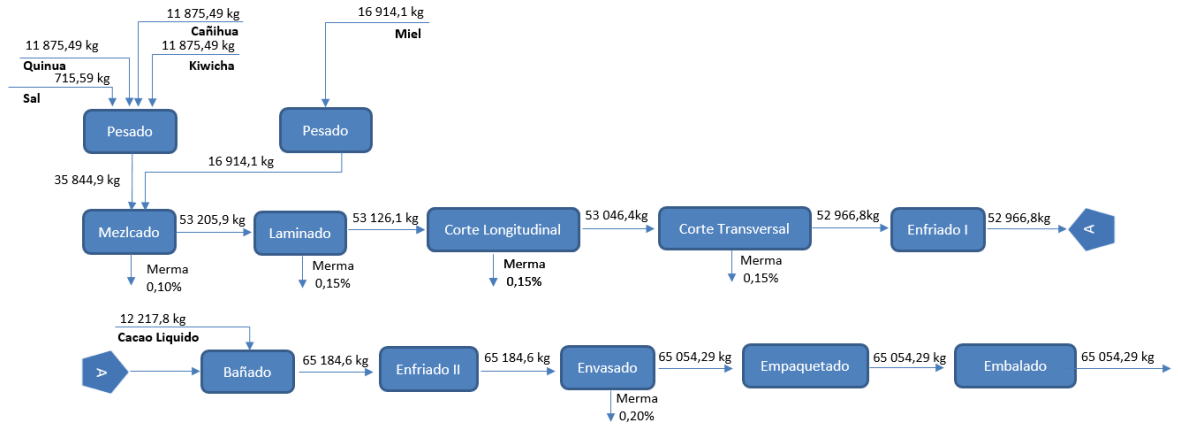 11 875,49 kg
Cañihua
16 914,1 kg
Miel
11 875,49 kg
Quinua
11 875,49 kg
Kiwicha
715,59 kg
Sal
Pesado
Pesado
16 914,1 kg
35 844,9 kg
Mezlcado
53 205,9 kg
Laminado
53 126,1 kg
Corte Longitudinal
53 046,4kg
Corte Transversal
52 966,8kg
Enfriado I
52 966,8kg
A
Merma
0,10%
Merma
0,15%
Merma
0,15%
Merma
0,15%
12 217,8 kg
Cacao Liquido
A
Bañado
65 184,6 kg
Enfriado II
65 184,6 kg
Envasado
65 054,29 kg
Empaquetado
65 054,29 kg
Embalado
65 054,29 kg
Merma
0,20%